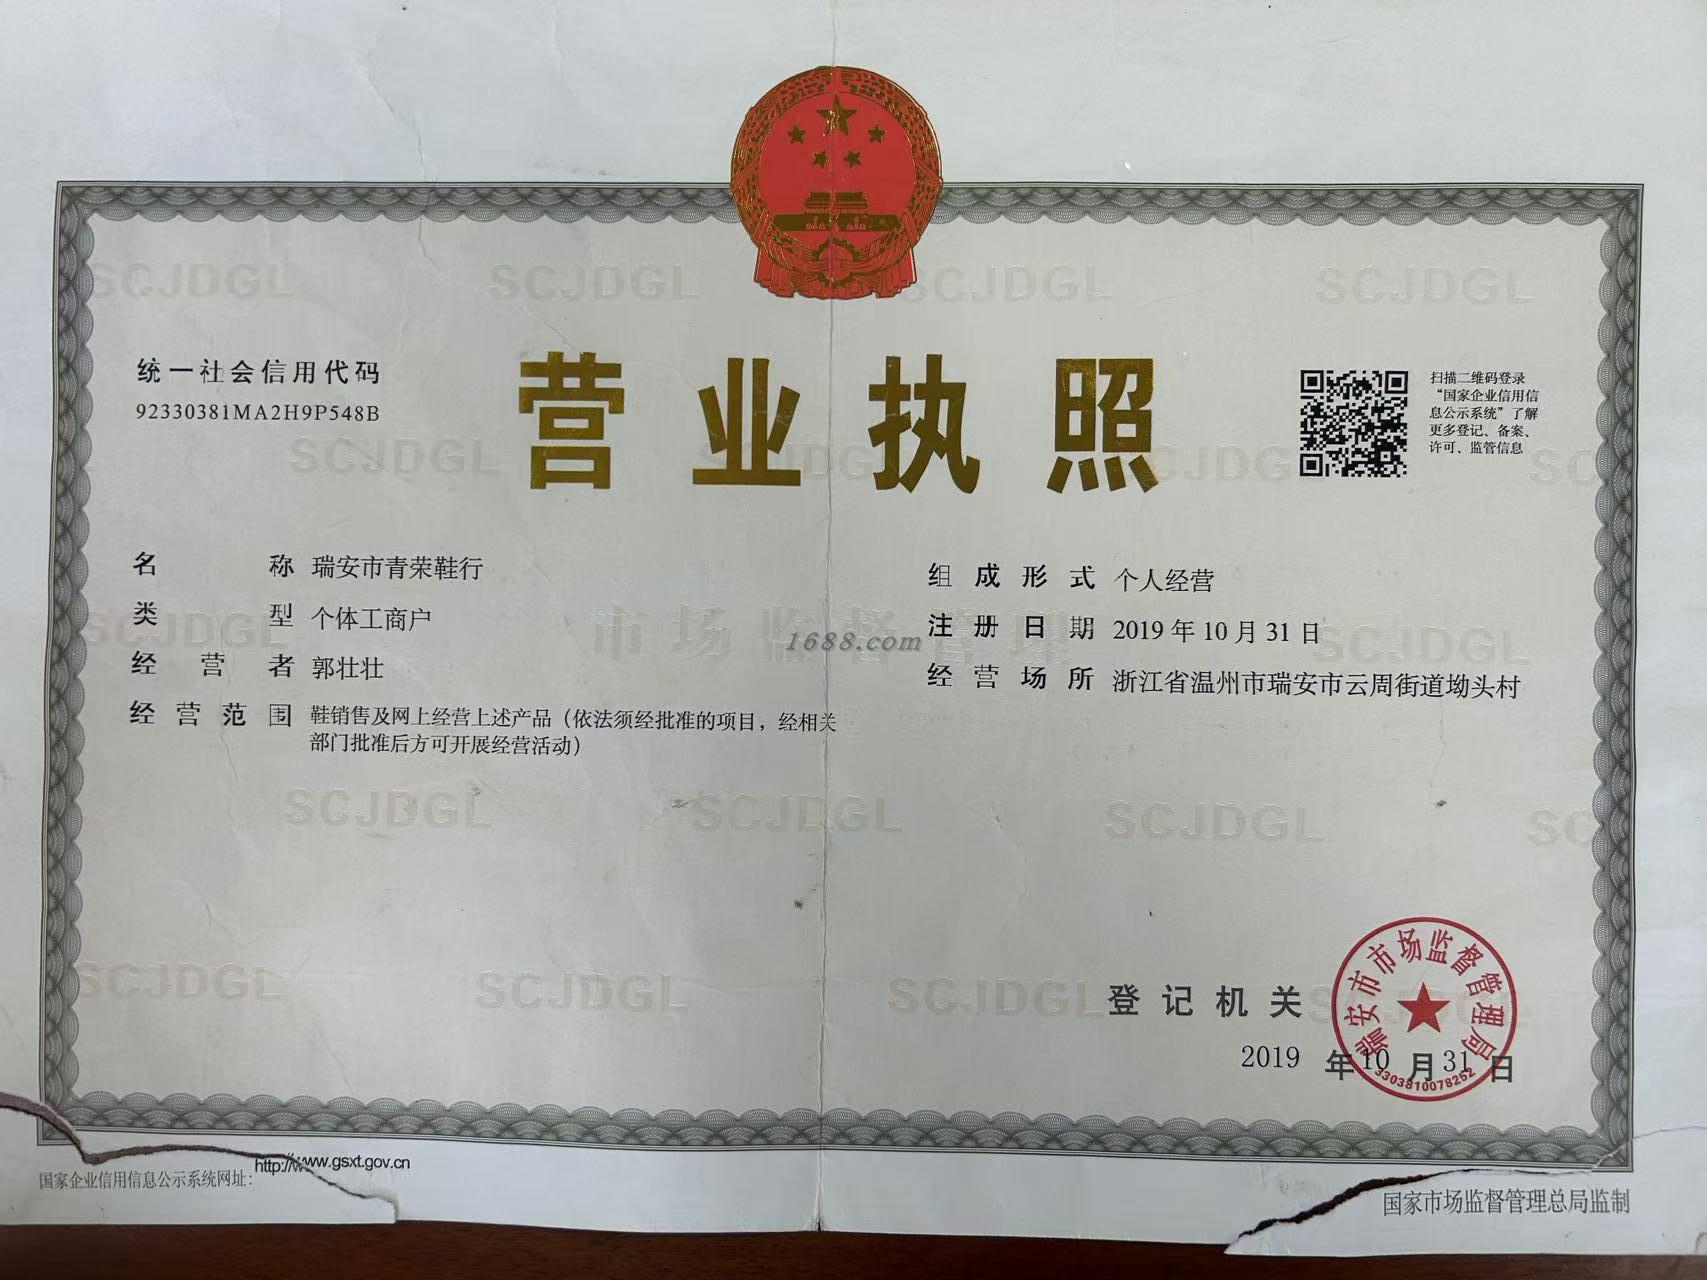 统一社会信用代码
92330381MA2H9P548B
营业执照
扫描二维码登录
“国家企业信用信
息公示系统”了解
更多登记、备案、
许可、监管信息
名称 瑞安市青荣鞋行
类型 个体工商户
经营者 郭壮壮
经营范围 鞋销售及网上经营上述产品（依法须经批准的项目，经相关
部门批准后方可开展经营活动）
组成形式 个人经营
注册日期 2019年10月31日
经营场所 浙江省温州市瑞安市云周街道坳头村
SCJDGL
市场监督管理
1688.com
登记机关
2019 年 10 月 31 日
瑞安市市场监督管理局
3303810078252
国家企业信用信息公示系统网址：
http://www.gsxt.gov.cn
国家市场监督管理总局监制